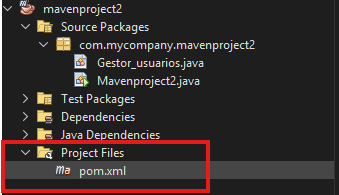 mavenproject2
Source Packages
com.mycompany.mavenproject2
Gestor_usuarios.java
Mavenproject2.java
Test Packages
Dependencies
Java Dependencies
Project Files
pom.xml